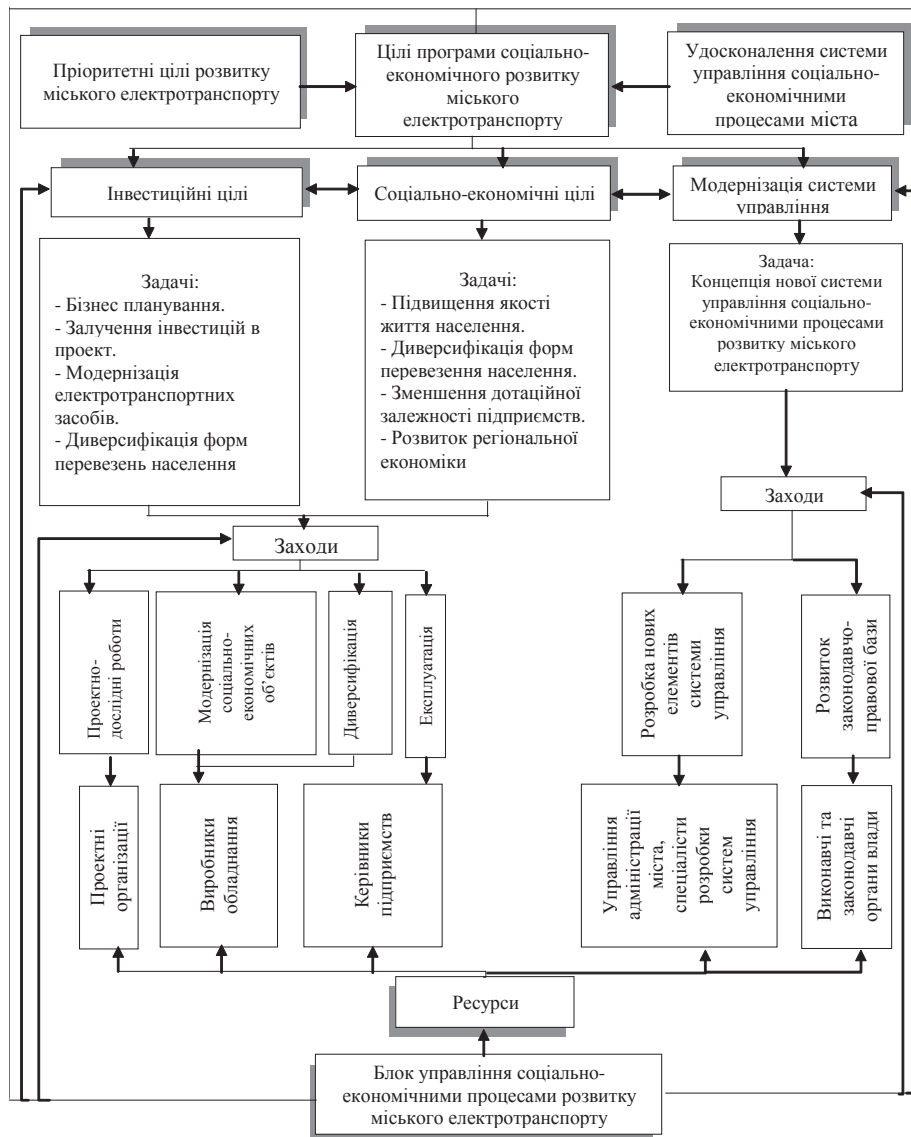 Пріоритетні цілі розвитку
міського електротранспорту
Цілі програми соціально-
економічного розвитку
міського
електротранспорту
Удосконалення системи
управління соціально-
економічними
процесами міста
Інвестиційні цілі
Соціально-економічні цілі
Модернізація системи
управління
Задачі:
- Бізнес планування.
- Залучення інвестицій в
проект.
- Модернізація
електротранспортних
засобів.
- Диверсифікація форм
перевезень населення
Задачі:
- Підвищення якості
життя населення.
- Диверсифікація форм
перевезення населення.
- Зменшення дотаційної
залежності підприємств.
- Розвиток регіональної
економіки
Задача:
Концепція нової системи
управління соціально-
економічними процесами
розвитку міського
електротранспорту
Заходи
Заходи
Проектно-
дослідні роботи
Модернізація
соціально-
економічних
об’єктів
Диверсифікація
Експлуатація
Розробка нових
елементів
системи
управління
Розвиток
законодавчо-
правової бази
Проектні
організації
Виробники
обладнання
Керівники
підприємств
Управління
адміністрації
міста,
спеціалісти
розробки
систем
управління
Виконавчі та
законодавчі
органи влади
Ресурси
Блок управління соціально-
економічними процесами розвитку
міського електротранспорту